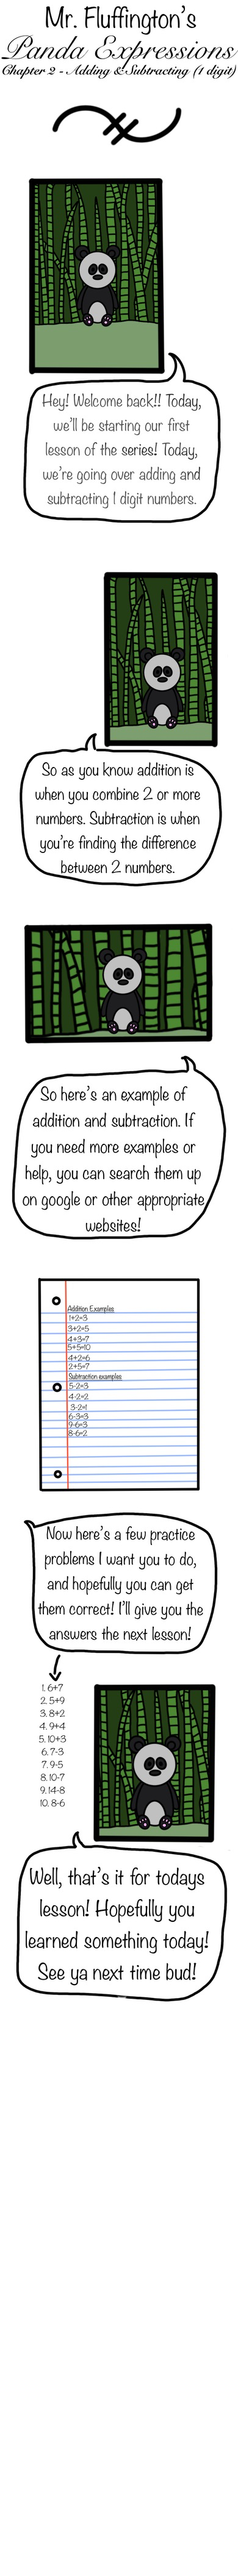 Mr. Fluffington's
Panda Expressions
Chapter 2 - Adding & Subtracting (1 digit)
Hey! Welcome back!! Today,
we'll be starting our first
lesson of the series! Today,
we're going over adding and
subtracting 1 digit numbers.
So as you know addition is
when you combine 2 or more
numbers. Subtraction is when
you're finding the difference
between 2 numbers.
So here's an example of
addition and subtraction. If
you need more examples or
help, you can search them up
on google or other appropriate
websites!
Addition Examples
1+2=3
3+2=5
4+3=7
5+5=10
4+2=6
2+5=7
Subtraction examples
5-2=3
4-2=2
3-2=1
6-3=3
9-6=3
8-6=2
Now here's a few practice
problems I want you to do,
and hopefully you can get
them correct! I'll give you the
answers the next lesson!
1. 6+7
2. 5+9
3. 8+2
4. 9+4
5. 10+3
6. 7-3
7. 9-5
8. 10-7
9. 14-8
10. 8-6
Well, that's it for todays
lesson! Hopefully you
learned something today!
See ya next time bud!